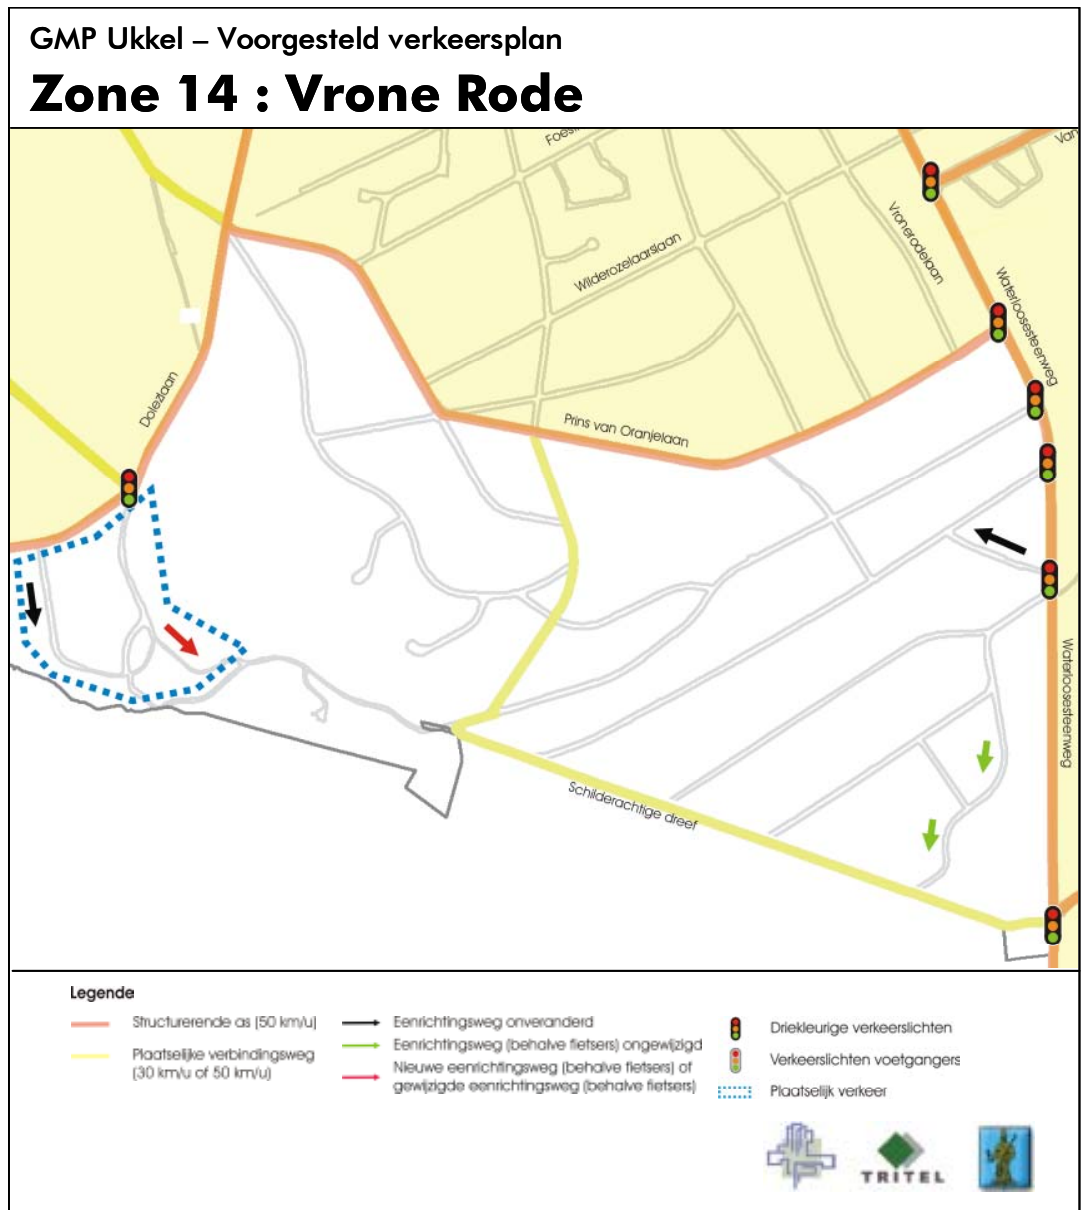 GMP Ukkel – Voorgesteld verkeersplan
Zone 14 : Vrone Rode
Van
Vronerodelaan
Wilderozelaarslaan
Waterloosesteenweg
Dolezlaan
Prins van Oranjelaan
Waterloosesteenweg
Schilderachtige dreef
Legende
Structurerende as (50 km/u)
Plaatselijke verbindingsweg
(30 km/u of 50 km/u)
Eenrichtingsweg onveranderd
Eenrichtingsweg (behalve fietsers) ongewijzigd
Nieuwe eenrichtingsweg (behalve fietsers) of
gewijzigde eenrichtingsweg (behalve fietsers)
Driekleurige verkeerslichten
Verkeerslichten voetgangers
Plaatselijk verkeer
TRITEL